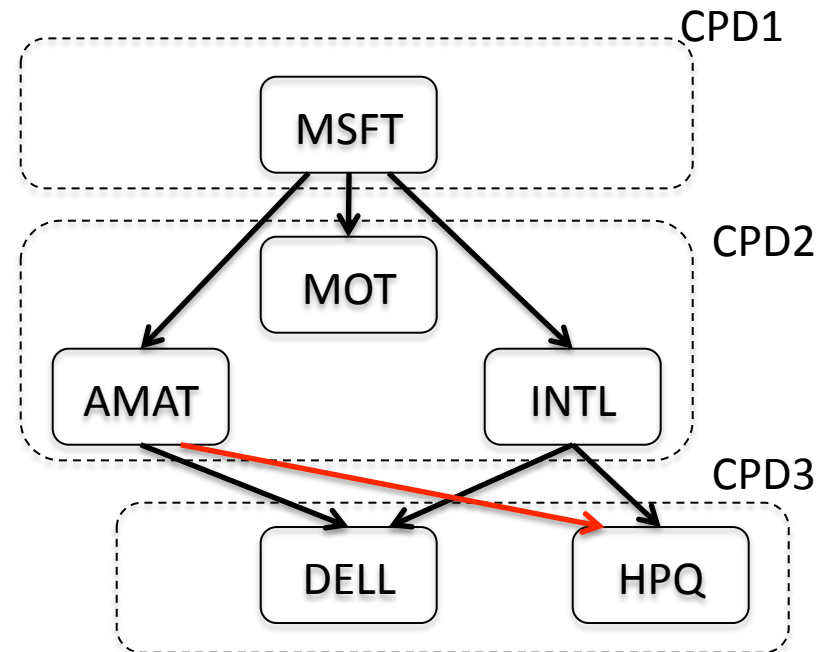 CPD1
MSFT
CPD2
MOT
AMAT
INTL
CPD3
DELL
HPQ